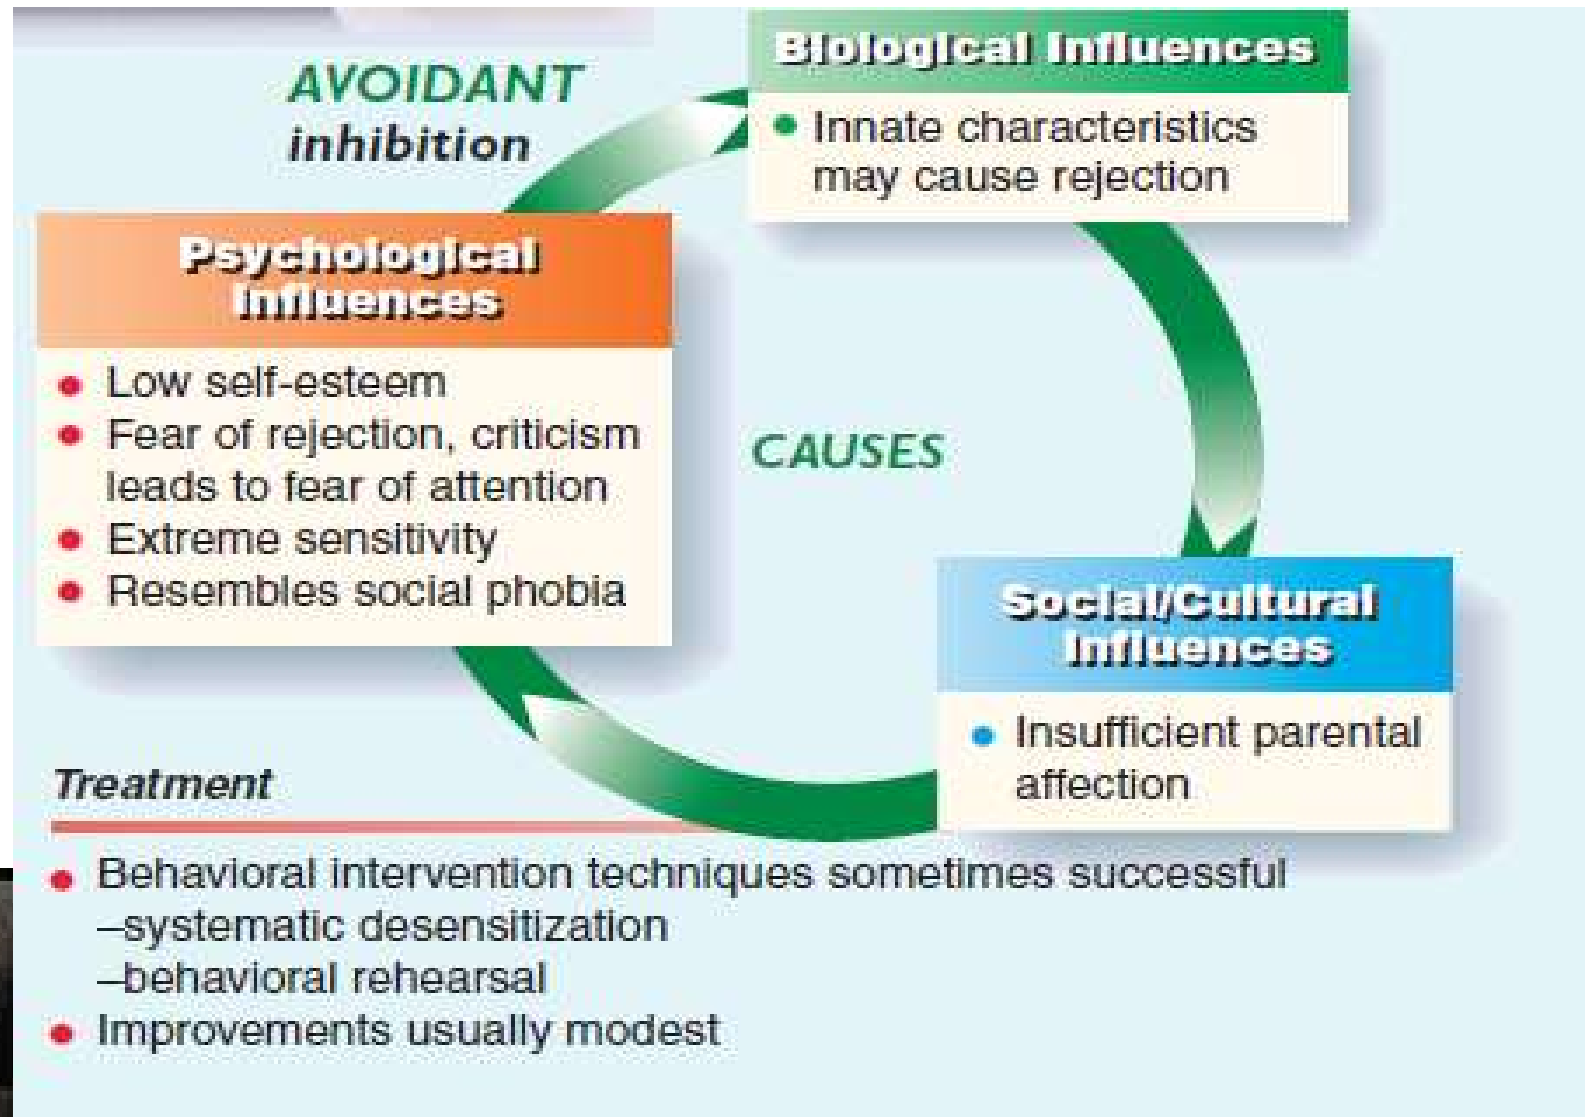 AVOIDANT
inhibition
Biological Influences
• Innate characteristics
may cause rejection
Psychological
Influences
• Low self-esteem
• Fear of rejection, criticism
leads to fear of attention
• Extreme sensitivity
• Resembles social phobia
CAUSES
Social/Cultural
Influences
• Insufficient parental
affection
Treatment
• Behavioral intervention techniques sometimes successful
–systematic desensitization
–behavioral rehearsal
• Improvements usually modest